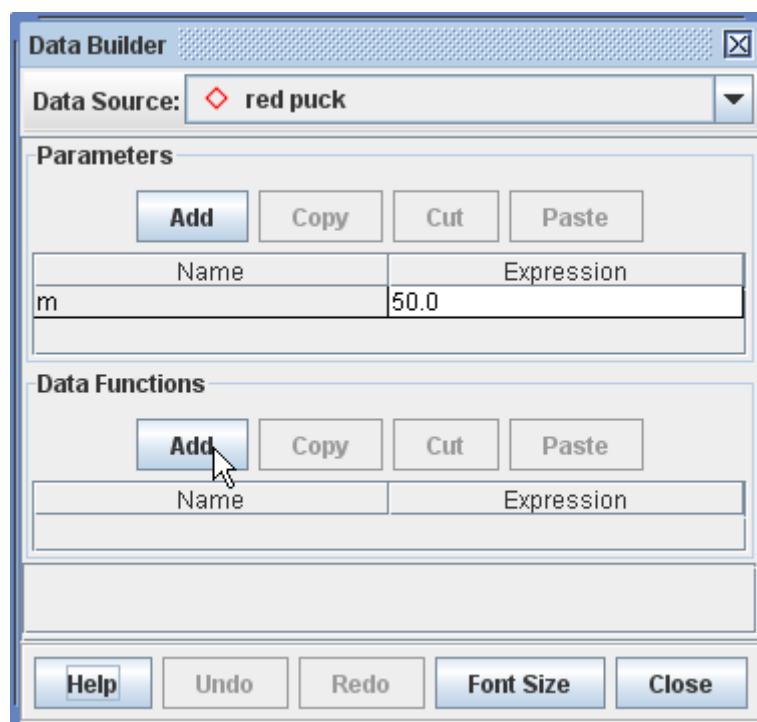 Data Builder
Data Source: red puck
Parameters
Add Copy Cut Paste
Name Expression
m 50.0
Data Functions
Add Copy Cut Paste
Name Expression
Help Undo Redo Font Size Close